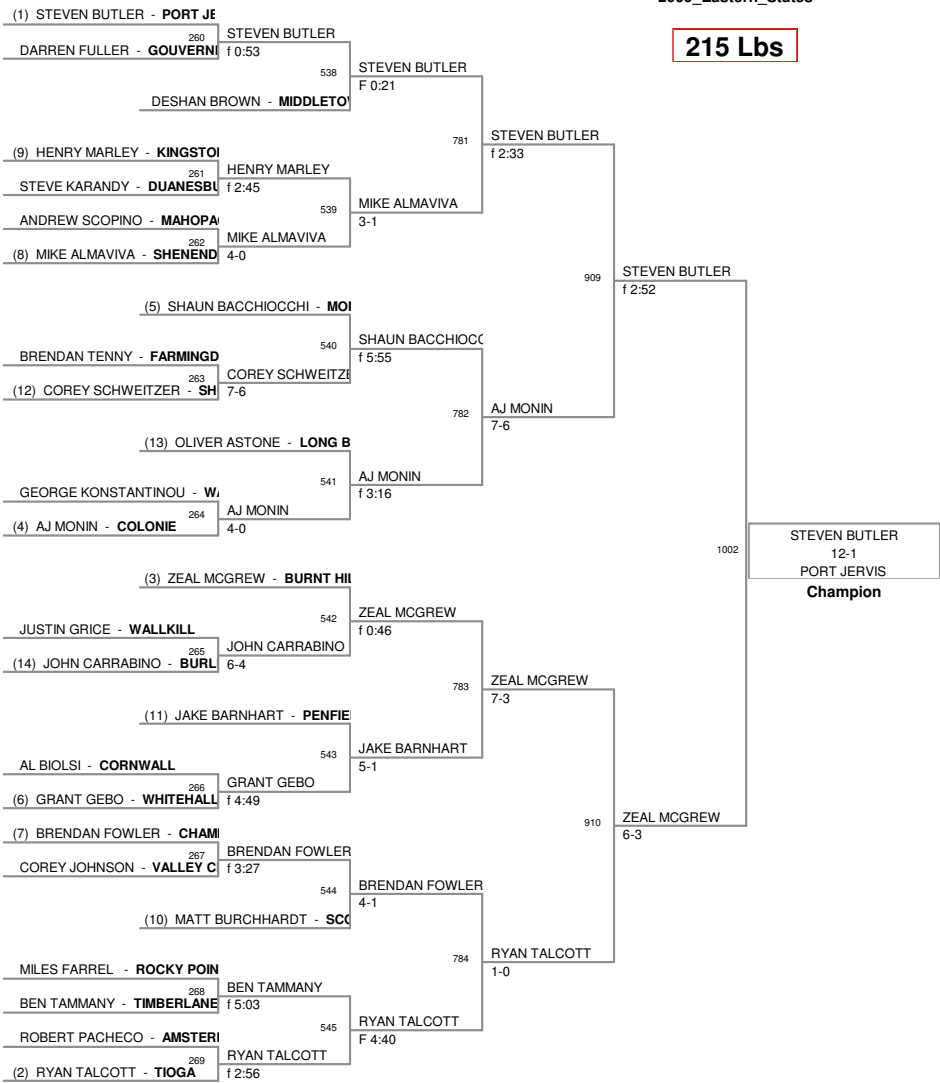 2009_Eastern_States
215 Lbs
(1) STEVEN BUTLER - PORT JE
260
DARREN FULLER - GOUVERN
STEVEN BUTLER
f 0:53
538
DESHAN BROWN - MIDDLETO
STEVEN BUTLER
F 0:21
(9) HENRY MARLEY - KINGSTO
261
STEVE KARANDY - DUANESB
HENRY MARLEY
f 2:45
ANDREW SCOPINO - MAHOPA
262
(8) MIKE ALMAVIVA - SHENEND
MIKE ALMAVIVA
4-0
539
MIKE ALMAVIVA
3-1
781
STEVEN BUTLER
f 2:33
(5) SHAUN BACCHIOCCHI - MO
540
BRENDAN TENNY - FARMINGD
263
(12) COREY SCHWEITZER - SH
COREY SCHWEITZE
7-6
SHAUN BACCHIOCC
f 5:55
(13) OLIVER ASTONE - LONG B
541
GEORGE KONSTANTINOU - W
264
(4) AJ MONIN - COLONIE
AJ MONIN
4-0
AJ MONIN
f 3:16
782
AJ MONIN
7-6
909
STEVEN BUTLER
f 2:52
(3) ZEAL MCGREW - BURNT HIL
542
JUSTIN GRICE - WALLKILL
265
(14) JOHN CARRABINO - BURL
JOHN CARRABINO
6-4
ZEAL MCGREW
f 0:46
(11) JAKE BARNHART - PENFIE
543
AL BIOLSI - CORNWALL
266
(6) GRANT GEBO - WHITEHALL
GRANT GEBO
f 4:49
JAKE BARNHART
5-1
783
ZEAL MCGREW
7-3
(7) BRENDAN FOWLER - CHAM
267
COREY JOHNSON - VALLEY C
BRENDAN FOWLER
f 3:27
544
(10) MATT BURCHHARDT - SCO
BRENDAN FOWLER
4-1
MILES FARREL - ROCKY POIN
268
BEN TAMMANY - TIMBERLANE
BEN TAMMANY
f 5:03
ROBERT PACHECO - AMSTER
269
(2) RYAN TALCOTT - TIOGA
RYAN TALCOTT
f 2:56
545
RYAN TALCOTT
F 4:40
784
RYAN TALCOTT
1-0
910
ZEAL MCGREW
6-3
1002
STEVEN BUTLER
12-1
PORT JERVIS
Champion